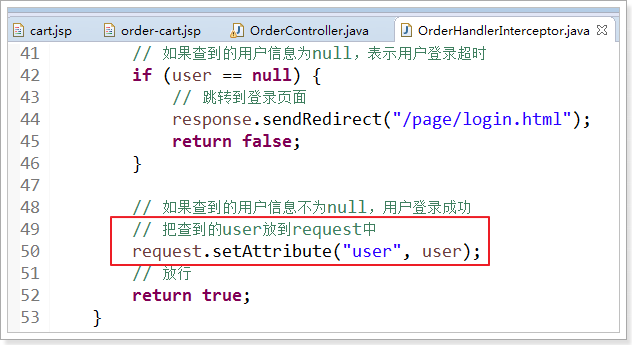 cart.jsp order-cart.jsp OrderController.java OrderHandlerInterceptor.java
41 // 如果查到的用户信息为null，表示用户登录超时
42 if (user == null) {
43 // 跳转到登录页面
44 response.sendRedirect("/page/login.html");
45 return false;
46 }
47
48 // 如果查到的用户信息不为null，用户登录成功
49 // 把查到的user放到request中
50 request.setAttribute("user", user);
51 // 放行
52 return true;
53 }